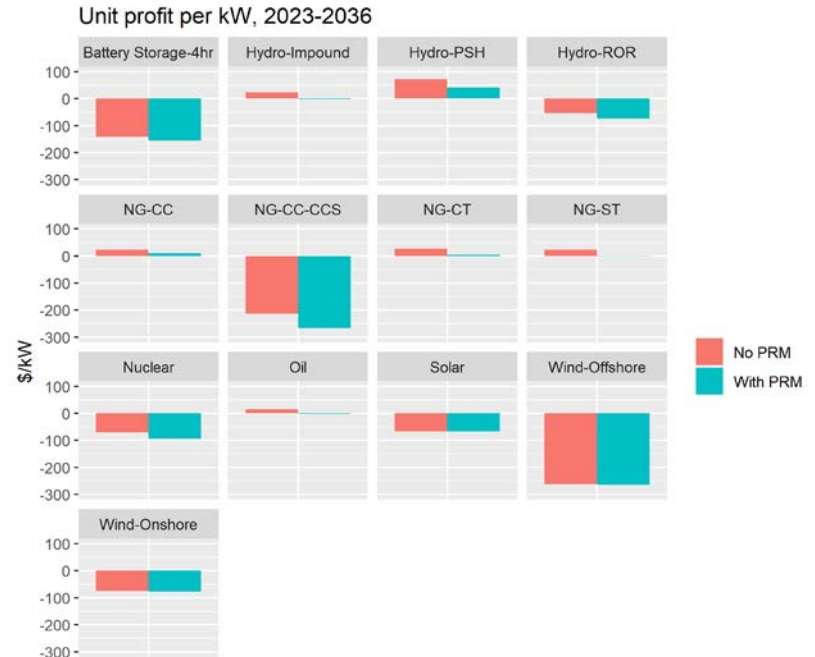 Unit profit per kW, 2023-2036
Battery Storage-4hr Hydro-Impound Hydro-PSH Hydro-ROR
100
0
-100
-200
-300
NG-CC NG-CC-CCS NG-CT NG-ST
100
0
-100
-200
-300
$/kW
No PRM
With PRM
Nuclear Oil Solar Wind-Offshore
100
0
-100
-200
-300
Wind-Onshore
100
0
-100
-200
-300